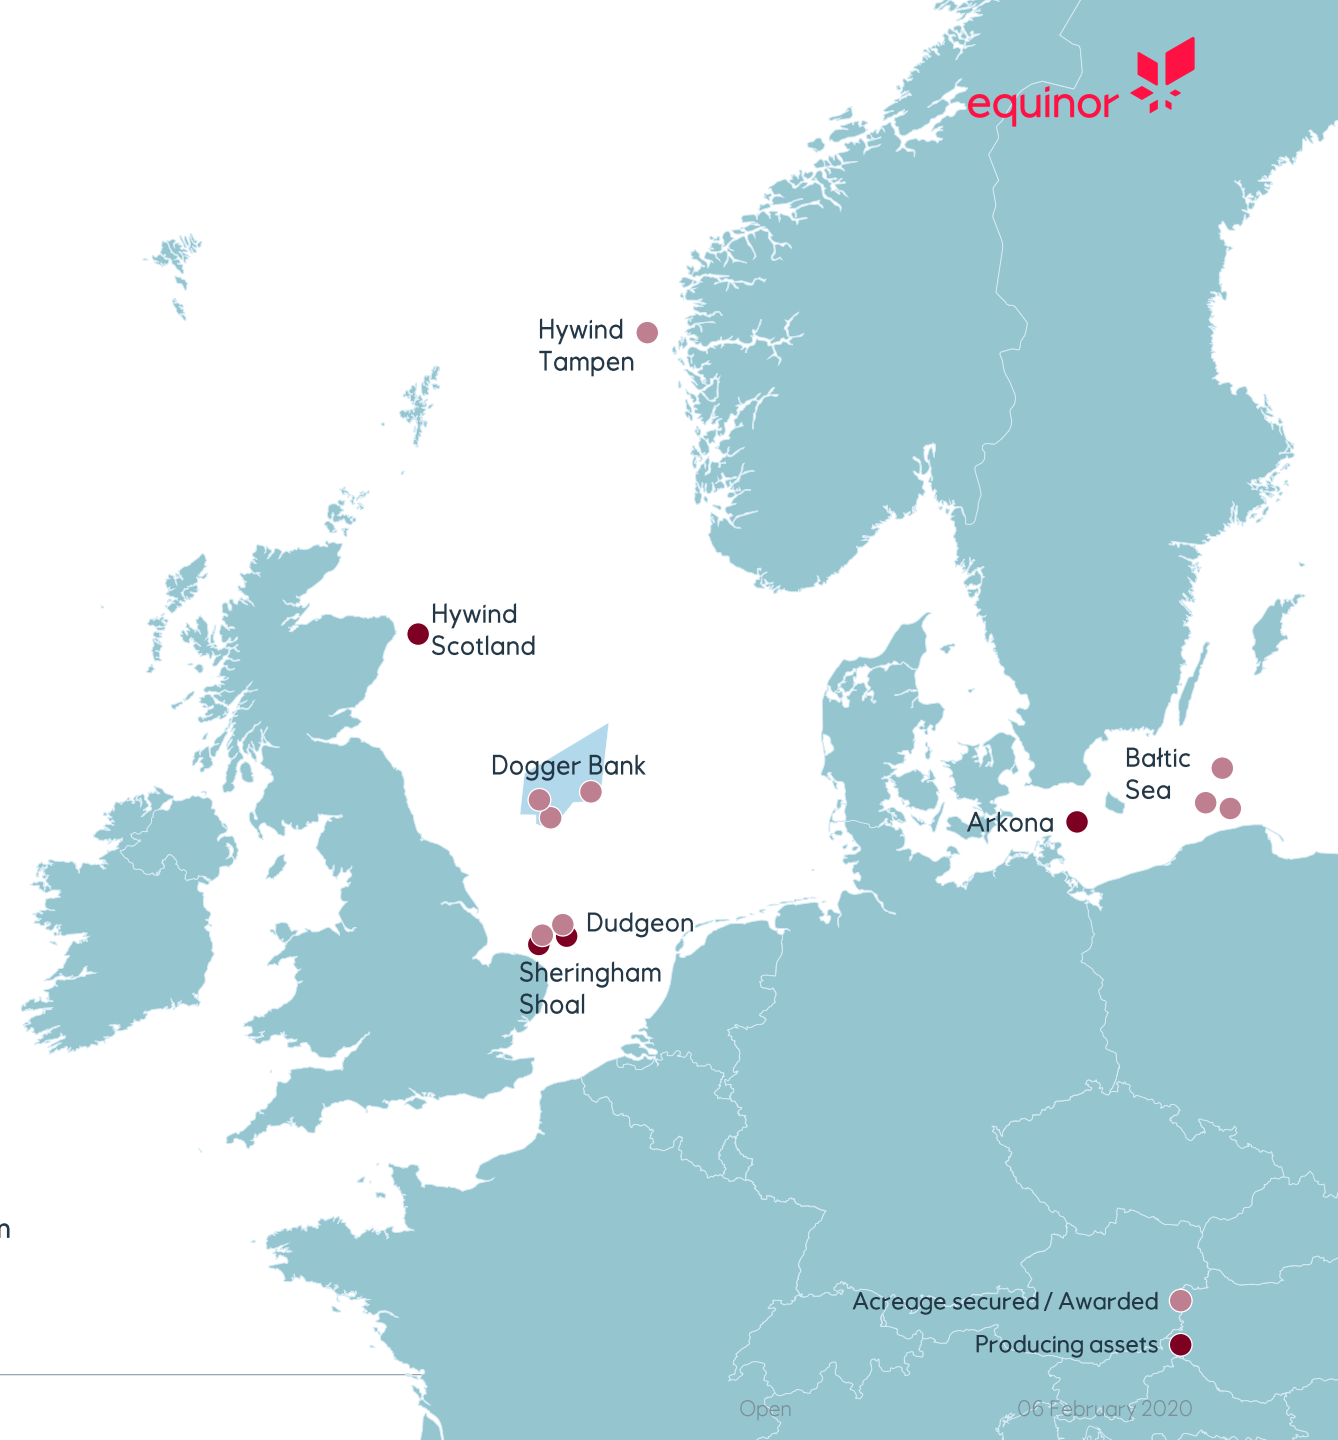 equinor
Hywind
Tampen
Hywind
Scotland
Dogger Bank
Baltic
Sea
Arkona
Dudgeon
Sheringham
Shoal
n
Acreage secured / Awarded
Producing assets
Open
06 February 2020